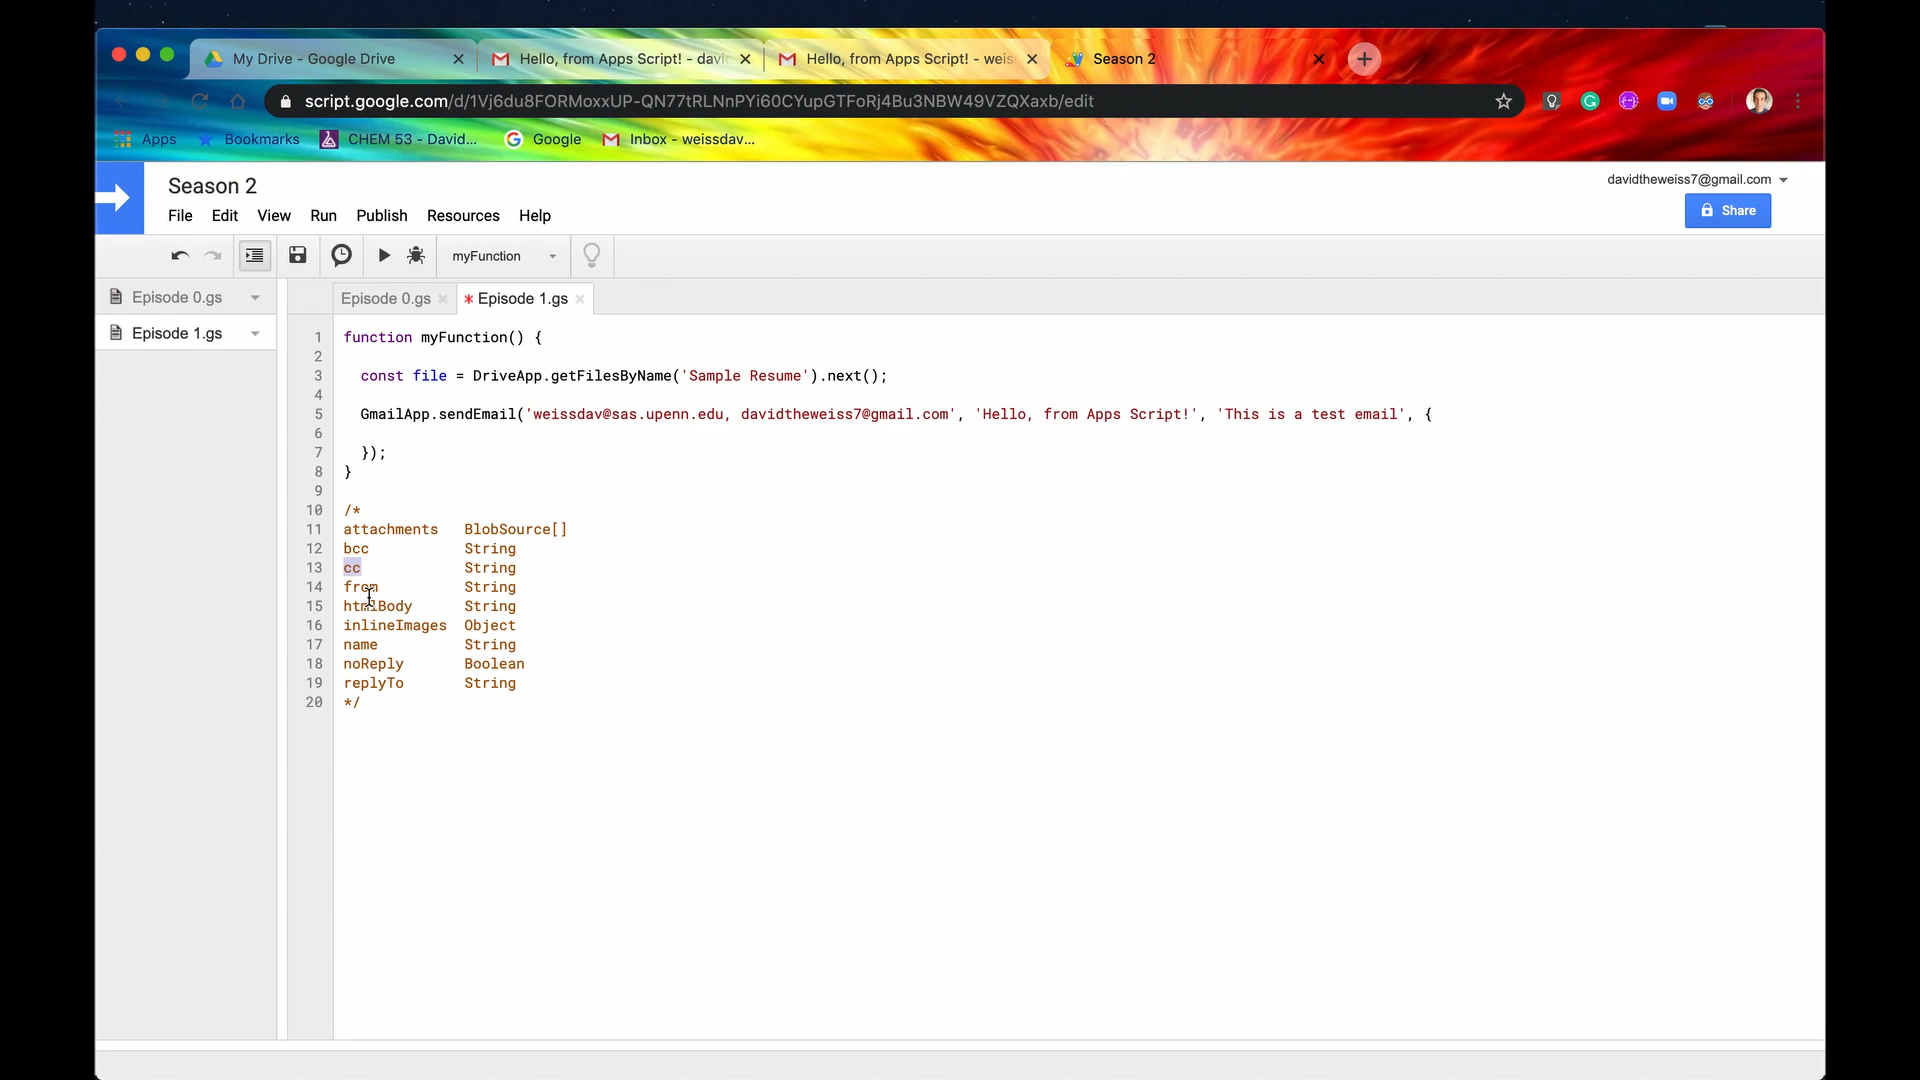 My Drive - Google Drive
Hello, from Apps Script! - davi
Hello, from Apps Script! - weis
Season 2
script.google.com/d/1Vj6du8FORMoxxUP-QN77tRLNnPYi60CYupGTFoRj4Bu3NBW49VZQXaxb/edit
Apps
Bookmarks
CHEM 53 - David...
Google
Inbox - weissdav...
Season 2
davidtheweiss7@gmail.com
File Edit View Run Publish Resources Help
Share
myFunction
Episode 0.gs
Episode 1.gs
Episode 0.gs
* Episode 1.gs
1 function myFunction() {
2
3 const file = DriveApp.getFilesByName('Sample Resume').next();
4
5 GmailApp.sendEmail('weissdav@sas.upenn.edu, davidtheweiss7@gmail.com', 'Hello, from Apps Script!', 'This is a test email', {
6
7 });
8 }
9
10 /*
11 attachments BlobSource[]
12 bcc String
13 cc String
14 from String
15 htmlBody String
16 inlineImages Object
17 name String
18 noReply Boolean
19 replyTo String
20 */